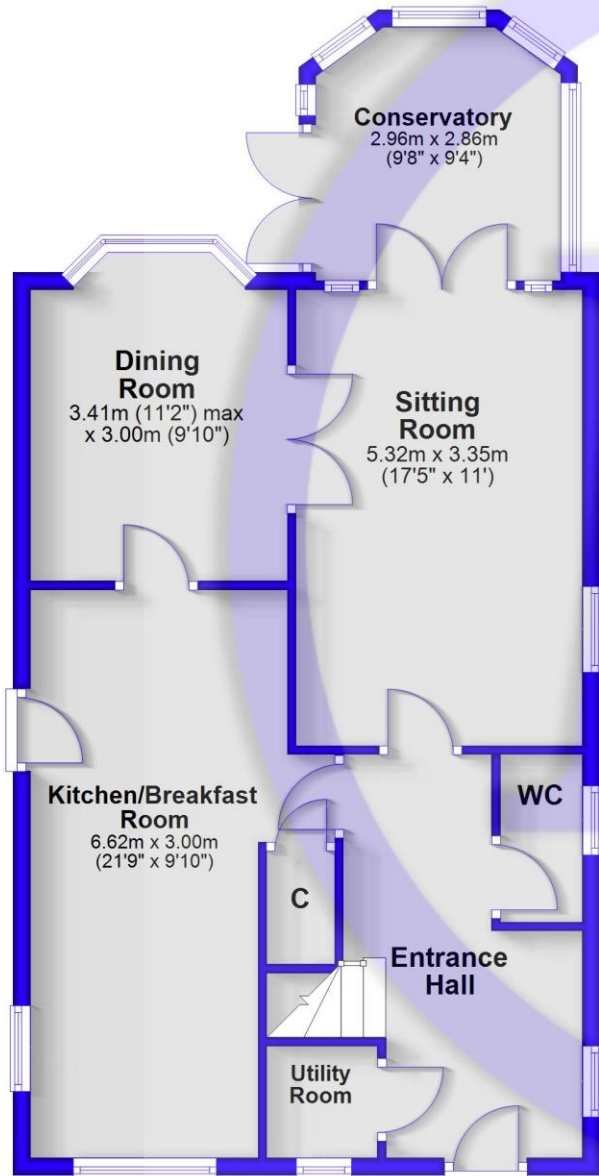 Conservatory
2.96m x 2.86m
(9'8" x 9'4")
Dining
Room
3.41m (11'2") max
x 3.00m (9'10")
Sitting
Room
5.32m x 3.35m
(17'5" x 11')
Kitchen/Breakfast
Room
6.62m x 3.00m
(21'9" x 9'10")
WC
C
Entrance
Hall
Utility
Room